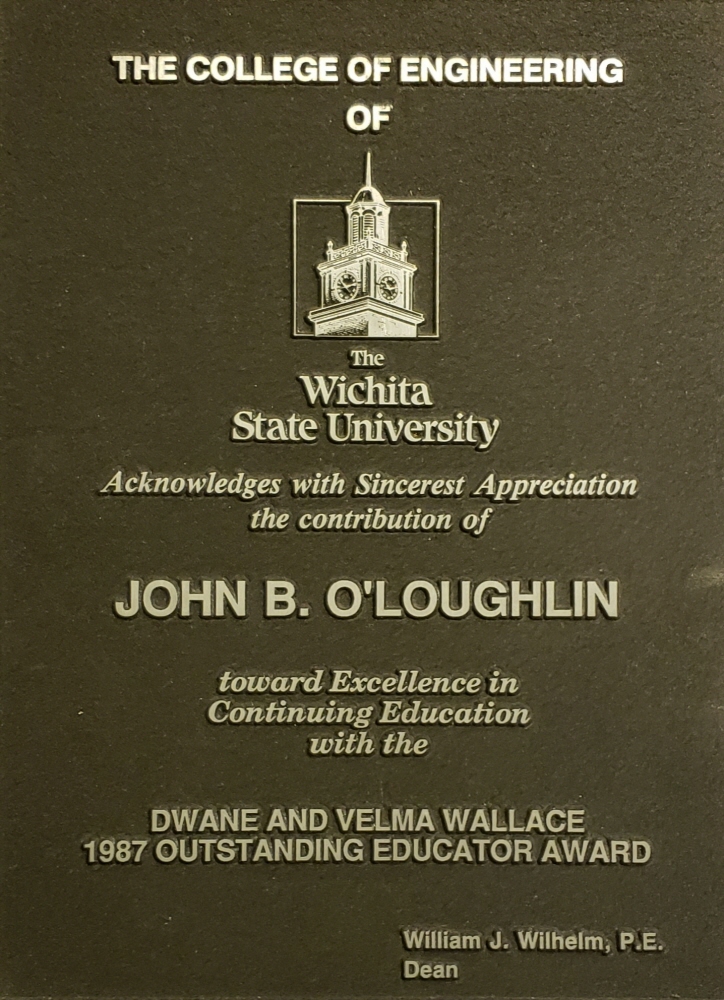 THE COLLEGE OF ENGINEERING
OF
The
Wichita
State University
Acknowledges with Sincerest Appreciation
the contribution of
JOHN B. O'LOUGHLIN
toward Excellence in
Continuing Education
with the
DWANE AND VELMA WALLACE
1987 OUTSTANDING EDUCATOR AWARD
William J. Wilhelm, P.E.
Dean